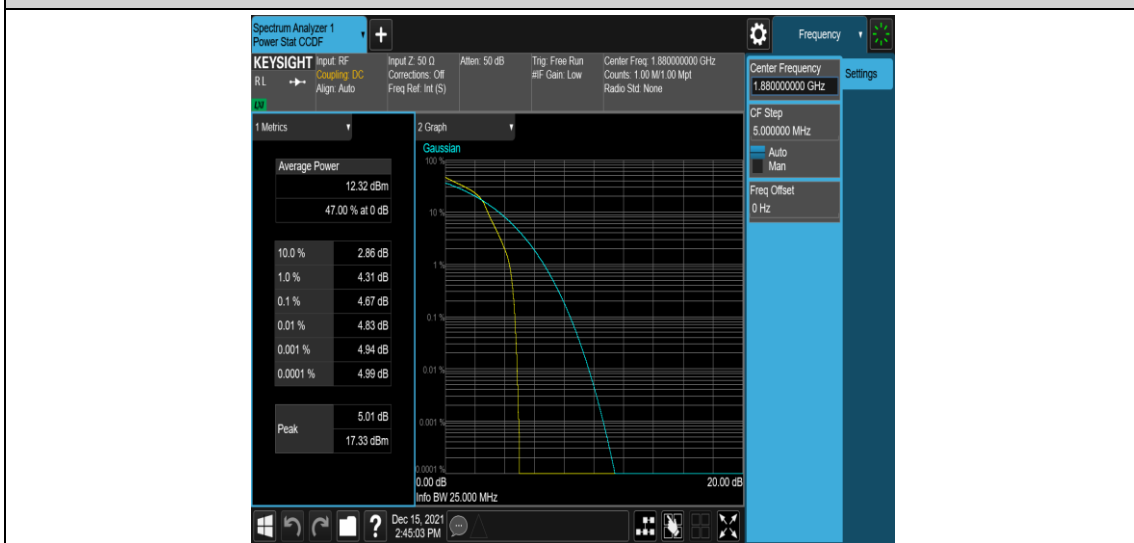 Spectrum Analyzer 1
Power Stat CCDF
+
Frequency
KEYSIGHT
RL
LXI
Input: RF
Coupling: DC
Align: Auto
Input Z: 50 Ω
Corrections: Off
Freq Ref: Int (S)
Atten: 50 dB
Trig: Free Run
#IF Gain: Low
Center Freq: 1.880000000 GHz
Counts: 1.00 M/1.00 Mpt
Radio Std: None
Center Frequency
1.880000000 GHz
Settings
CF Step
5.000000 MHz
Auto
Man
Freq Offset
0 Hz
1 Metrics
Average Power
12.32 dBm
47.00 % at 0 dB
10.0 % 2.86 dB
1.0 % 4.31 dB
0.1 % 4.67 dB
0.01 % 4.83 dB
0.001 % 4.94 dB
0.0001 % 4.99 dB
Peak
5.01 dB
17.33 dBm
2 Graph
Gaussian
100 %
10 %
1 %
0.1 %
0.01 %
0.001 %
0.0001 %
0.00 dB 20.00 dB
Info BW 25.000 MHz
?
Dec 15, 2021
2:45:03 PM